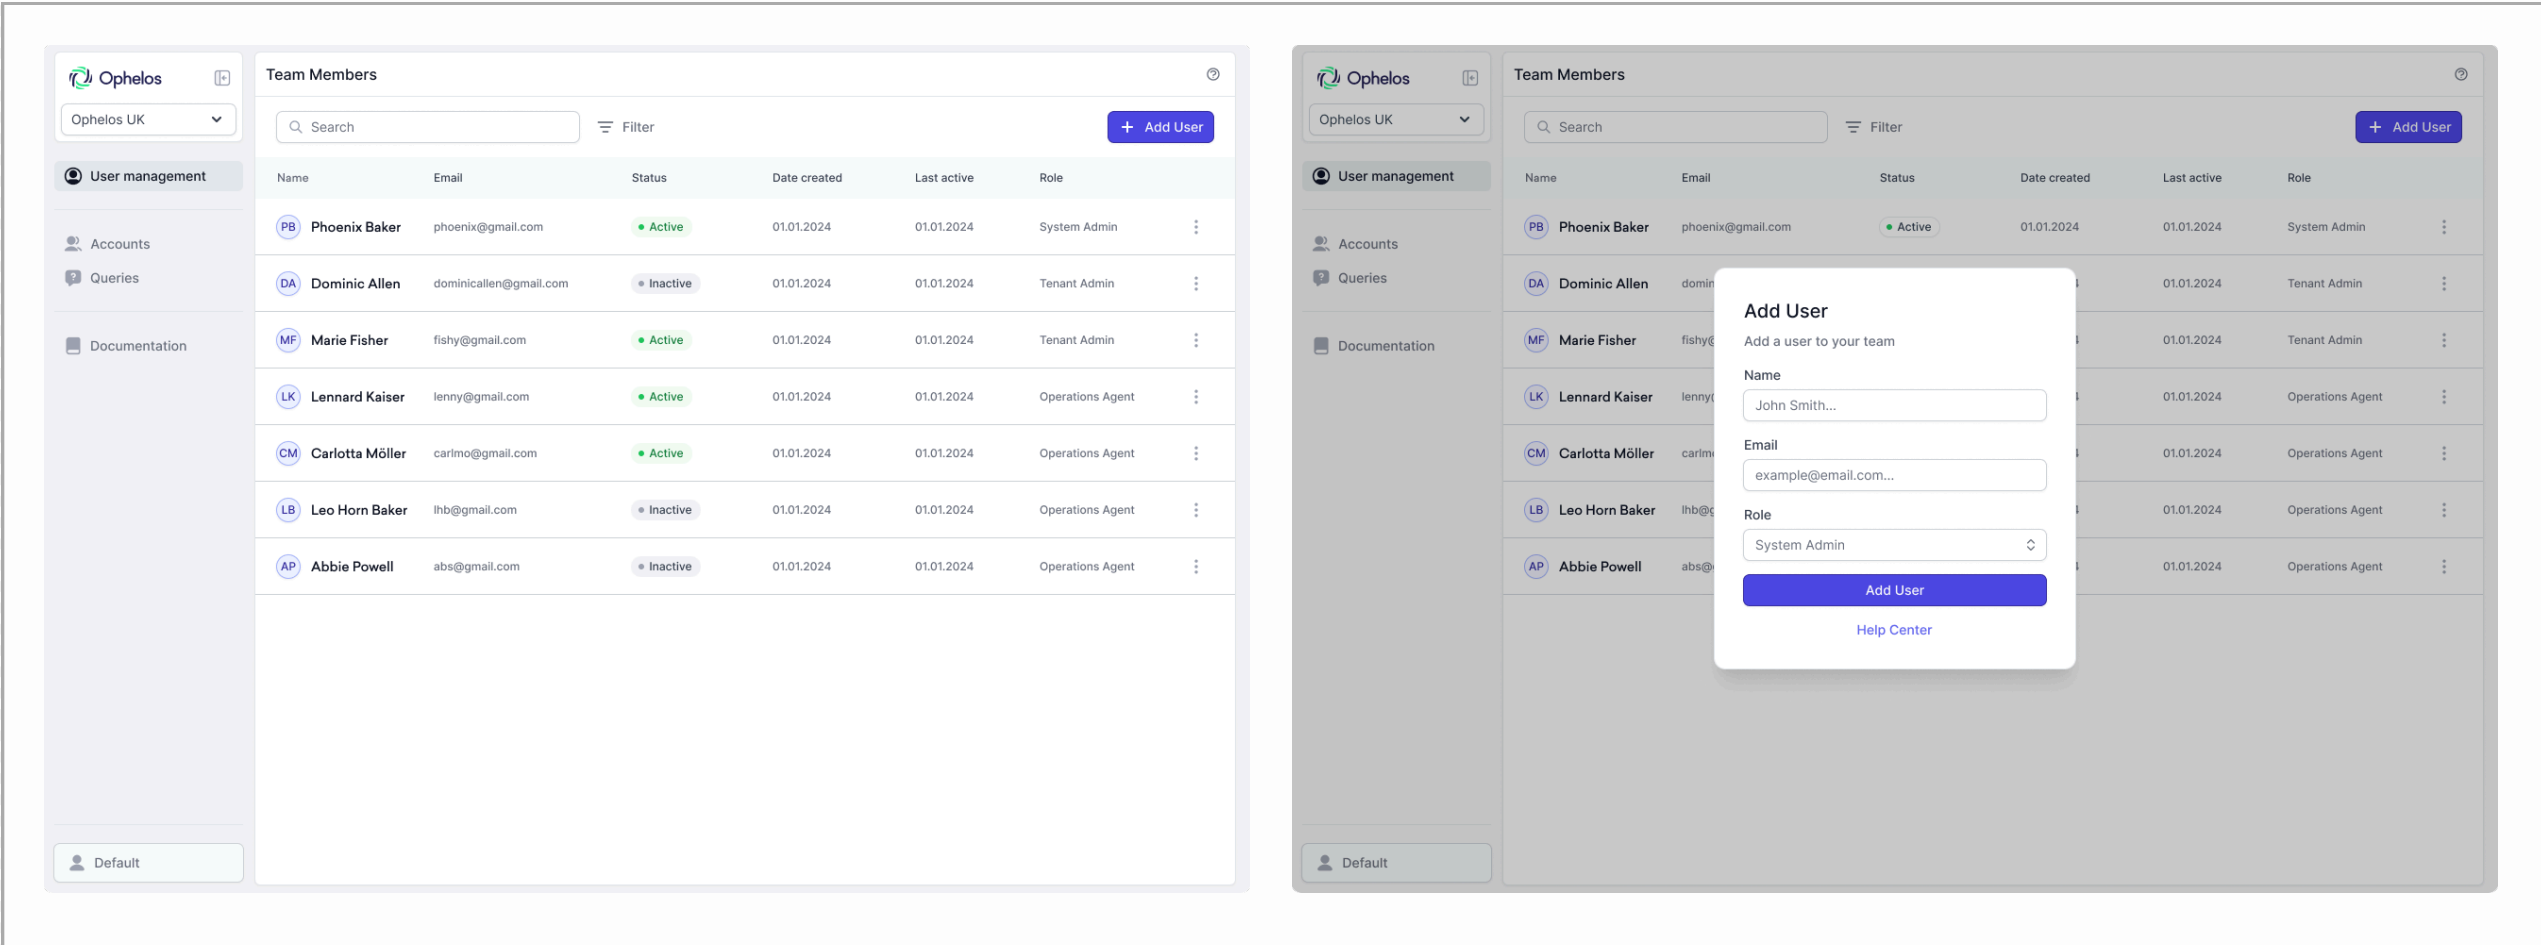 Ophelos
Ophelos UK
User management
Accounts
Queries
Documentation
Default
Team Members
Search
Filter
+ Add User
Name Email Status Date created Last active Role
PB Phoenix Baker phoenix@gmail.com Active 01.01.2024 01.01.2024 System Admin
DA Dominic Allen dominicallen@gmail.com Inactive 01.01.2024 01.01.2024 Tenant Admin
MF Marie Fisher fishy@gmail.com Active 01.01.2024 01.01.2024 Tenant Admin
LK Lennard Kaiser lenny@gmail.com Active 01.01.2024 01.01.2024 Operations Agent
CM Carlotta Möller carlmo@gmail.com Active 01.01.2024 01.01.2024 Operations Agent
LB Leo Horn Baker lhb@gmail.com Inactive 01.01.2024 01.01.2024 Operations Agent
AP Abbie Powell abs@gmail.com Inactive 01.01.2024 01.01.2024 Operations Agent
Ophelos
Ophelos UK
User management
Accounts
Queries
Documentation
Default
Team Members
Search
Filter
+ Add User
Name Email Status Date created Last active Role
PB Phoenix Baker phoenix@gmail.com Active 01.01.2024 01.01.2024 System Admin
DA Dominic Allen domin 4 01.01.2024 Tenant Admin
MF Marie Fisher fishy@ 4 01.01.2024 Tenant Admin
LK Lennard Kaiser lenny@ 4 01.01.2024 Operations Agent
CM Carlotta Möller carlm 4 01.01.2024 Operations Agent
LB Leo Horn Baker lhb@g 4 01.01.2024 Operations Agent
AP Abbie Powell abs@ 4 01.01.2024 Operations Agent
Add User
Add a user to your team
Name
John Smith...
Email
example@email.com...
Role
System Admin
Add User
Help Center